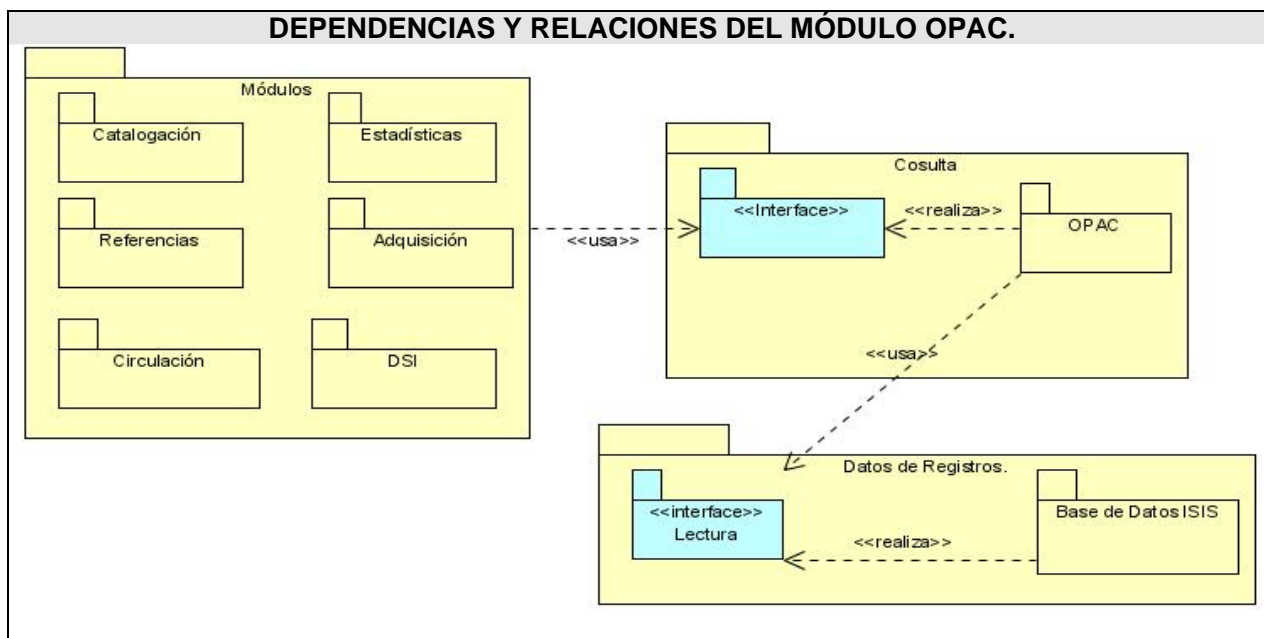 DEPENDENCIAS Y RELACIONES DEL MÓDULO OPAC.
Módulos
Catalogación
Estadísticas
Referencias
Adquisición
Circulación
DSI
<<usa>>
Cosulta
<<Interface>>
<<realiza>>
OPAC
<<usa>>
Datos de Registros.
<<interface>>
Lectura
<<realiza>>
Base de Datos ISIS